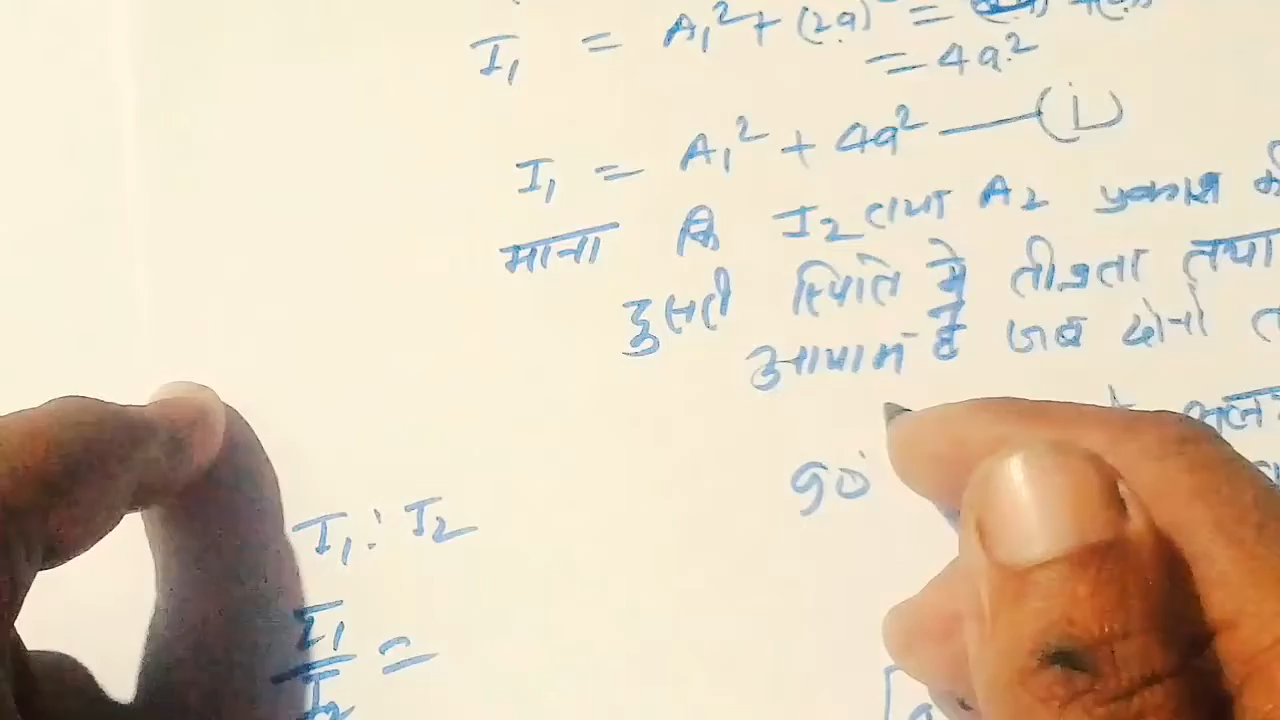 I₁ = A₁² + (2a)² =
= 4a²
I₁ = A₁² + 4a² — (i)
माना कि I₂ तथा A₂ प्रकाश की
दुसरी स्थिति मे तीव्रता तथा
आयाम है जब दोनो
90°
I₁ : I₂
I₁/I₂ =